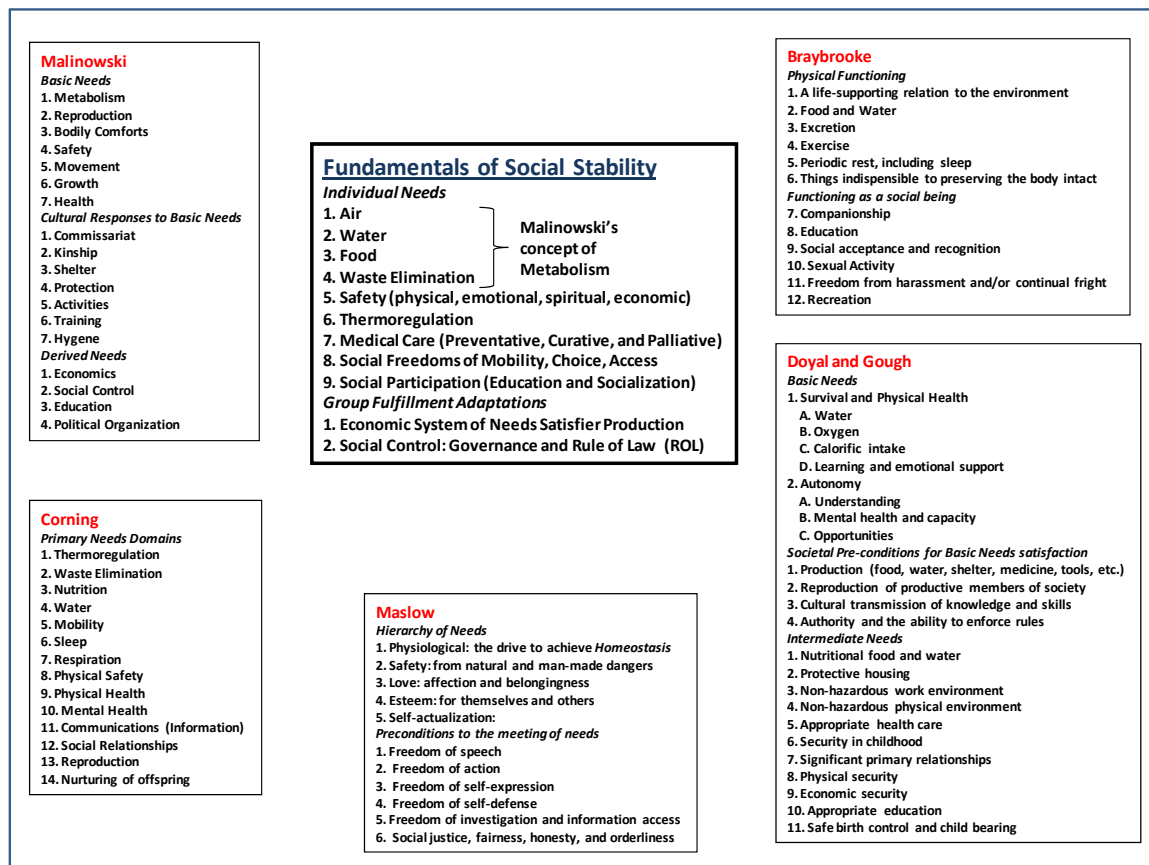 Malinowski
Basic Needs
1. Metabolism
2. Reproduction
3. Bodily Comforts
4. Safety
5. Movement
6. Growth
7. Health
Cultural Responses to Basic Needs
1. Commissariat
2. Kinship
3. Shelter
4. Protection
5. Activities
6. Training
7. Hygene
Derived Needs
1. Economics
2. Social Control
3. Education
4. Political Organization
Fundamentals of Social Stability
Individual Needs
1. Air
2. Water
3. Food
4. Waste Elimination
Malinowski's
concept of
Metabolism
5. Safety (physical, emotional, spiritual, economic)
6. Thermoregulation
7. Medical Care (Preventative, Curative, and Palliative)
8. Social Freedoms of Mobility, Choice, Access
9. Social Participation (Education and Socialization)
Group Fulfillment Adaptations
1. Economic System of Needs Satisfier Production
2. Social Control: Governance and Rule of Law (ROL)
Braybrooke
Physical Functioning
1. A life-supporting relation to the environment
2. Food and Water
3. Excretion
4. Exercise
5. Periodic rest, including sleep
6. Things indispensible to preserving the body intact
Functioning as a social being
7. Companionship
8. Education
9. Social acceptance and recognition
10. Sexual Activity
11. Freedom from harassment and/or continual fright
12. Recreation
Corning
Primary Needs Domains
1. Thermoregulation
2. Waste Elimination
3. Nutrition
4. Water
5. Mobility
6. Sleep
7. Respiration
8. Physical Safety
9. Physical Health
10. Mental Health
11. Communications (Information)
12. Social Relationships
13. Reproduction
14. Nurturing of offspring
Maslow
Hierarchy of Needs
1. Physiological: the drive to achieve Homeostasis
2. Safety: from natural and man-made dangers
3. Love: affection and belongingness
4. Esteem: for themselves and others
5. Self-actualization:
Preconditions to the meeting of needs
1. Freedom of speech
2. Freedom of action
3. Freedom of self-expression
4. Freedom of self-defense
5. Freedom of investigation and information access
6. Social justice, fairness, honesty, and orderliness
Doyal and Gough
Basic Needs
1. Survival and Physical Health
A. Water
B. Oxygen
C. Calorific intake
D. Learning and emotional support
2. Autonomy
A. Understanding
B. Mental health and capacity
C. Opportunities
Societal Pre-conditions for Basic Needs satisfaction
1. Production (food, water, shelter, medicine, tools, etc.)
2. Reproduction of productive members of society
3. Cultural transmission of knowledge and skills
4. Authority and the ability to enforce rules
Intermediate Needs
1. Nutritional food and water
2. Protective housing
3. Non-hazardous work environment
4. Non-hazardous physical environment
5. Appropriate health care
6. Security in childhood
7. Significant primary relationships
8. Physical security
9. Economic security
10. Appropriate education
11. Safe birth control and child bearing